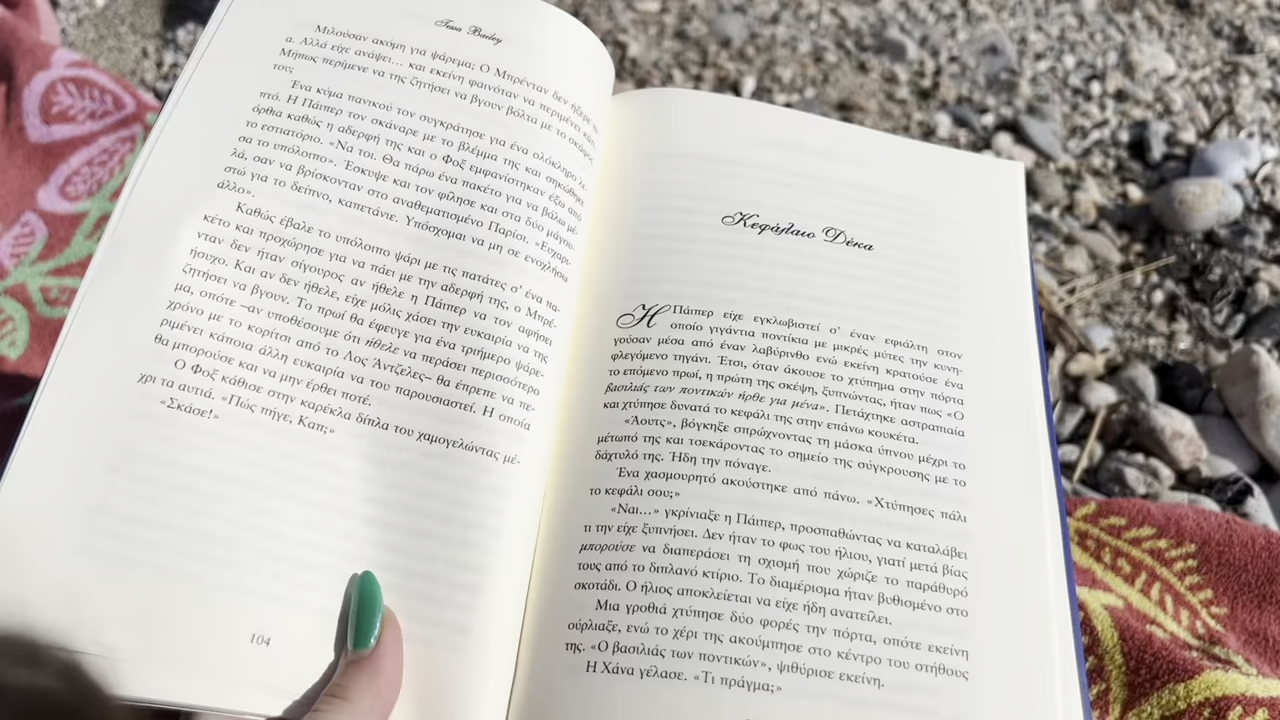 Tessa Bailey
Μιλούσαν ακόμη για ψάρεμα; Ο Μπρένταν δεν ήξερε πι-
α. Αλλά είχε ανάψει… και εκείνη φαινόταν να περιμένει κάτι.
Μήπως περίμενε να της ζητήσει να βγουν βόλτα με το σκάφος
του;
Ένα κύμα πανικού τον συγκράτησε για ένα ολόκληρο λε-
πτό. Η Πάιπερ τον σκάναρε με το βλέμμα της και σηκώθηκε
όρθια καθώς η αδερφή της και ο Φοξ εμφανίστηκαν έξω από
το εστιατόριο. «Να τοι. Θα πάρω ένα πακέτο για να βάλω μέ-
σα το υπόλοιπο». Έσκυψε και τον φίλησε και στα δύο μάγου-
λά, σαν να βρίσκονταν στο αναθεματισμένο Παρίσι. «Ευχαρι-
στώ για το δείπνο, καπετάνιε. Υπόσχομαι να μη σε ενοχλήσω
άλλο».
Καθώς έβαλε το υπόλοιπο ψάρι με τις πατάτες σ’ ένα πα-
κέτο και προχώρησε για να πάει με την αδερφή της, ο Μπρέ-
νταν δεν ήταν σίγουρος αν ήθελε η Πάιπερ να τον αφήσει
ήσυχο. Και αν δεν ήθελε, είχε μόλις χάσει την ευκαιρία να της
ζητήσει να βγουν. Το πρωί θα έφευγε για ένα τριήμερο ψάρε-
μα, οπότε –αν υποθέσουμε ότι ήθελε να περάσει περισσότερο
χρόνο με το κορίτσι από το Λος Άντζελες– θα έπρεπε να πε-
ριμένει κάποια άλλη ευκαιρία να του παρουσιαστεί. Η οποία
θα μπορούσε και να μην έρθει ποτέ.
Ο Φοξ κάθισε στην καρέκλα δίπλα του χαμογελώντας μέ-
χρι τα αυτιά. «Πώς πήγε, Καπ;»
«Σκάσε!»
104
Κεφάλαιο Δέκα
Η Πάιπερ είχε εγκλωβιστεί σ’ έναν εφιάλτη στον
οποίο γιγάντια ποντίκια με μικρές μύτες την κυνη-
γούσαν μέσα από έναν λαβύρινθο ενώ εκείνη κρατούσε ένα
φλεγόμενο τηγάνι. Έτσι, όταν άκουσε το χτύπημα στην πόρτα
το επόμενο πρωί, η πρώτη της σκέψη, ξυπνώντας, ήταν πως «Ο
βασιλιάς των ποντικών ήρθε για μένα». Πετάχτηκε αστραπιαία
και χτύπησε δυνατά το κεφάλι της στην επάνω κουκέτα.
«Άουτς», βόγκηξε σπρώχνοντας τη μάσκα ύπνου μέχρι το
μέτωπό της και τσεκάροντας το σημείο της σύγκρουσης με το
δάχτυλό της. Ήδη την πόναγε.
Ένα χασμουρητό ακούστηκε από πάνω. «Χτύπησες πάλι
το κεφάλι σου;»
«Ναι…» γκρίνιαξε η Πάιπερ, προσπαθώντας να καταλάβει
τι την είχε ξυπνήσει. Δεν ήταν το φως του ήλιου, γιατί μετά βίας
μπορούσε να διαπεράσει τη σχισμή που χώριζε το παράθυρό
τους από το διπλανό κτίριο. Το διαμέρισμα ήταν βυθισμένο στο
σκοτάδι. Ο ήλιος αποκλείεται να είχε ήδη ανατείλει.
Μια γροθιά χτύπησε δύο φορές την πόρτα, οπότε εκείνη
ούρλιαξε, ενώ το χέρι της ακούμπησε στο κέντρο του στήθους
της. «Ο βασιλιάς των ποντικών», ψιθύρισε εκείνη.
Η Χάνα γέλασε. «Τι πράγμα;»